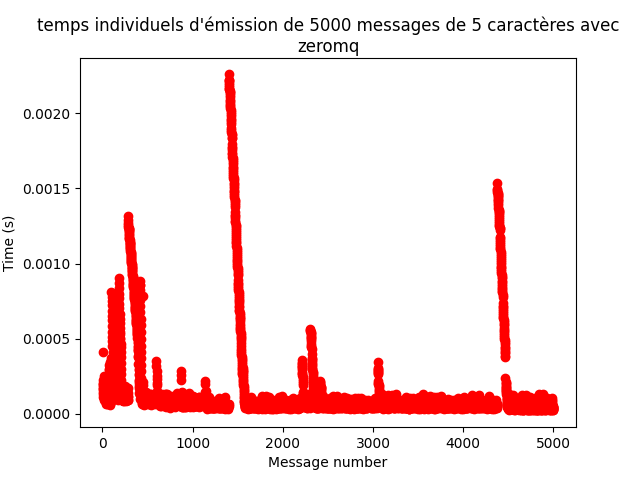 temps individuels d'émission de 5000 messages de 5 caractères avec
zeromq
0.0020
0.0015
0.0010
0.0005
0.0000
Time (s)
0 1000 2000 3000 4000 5000
Message number